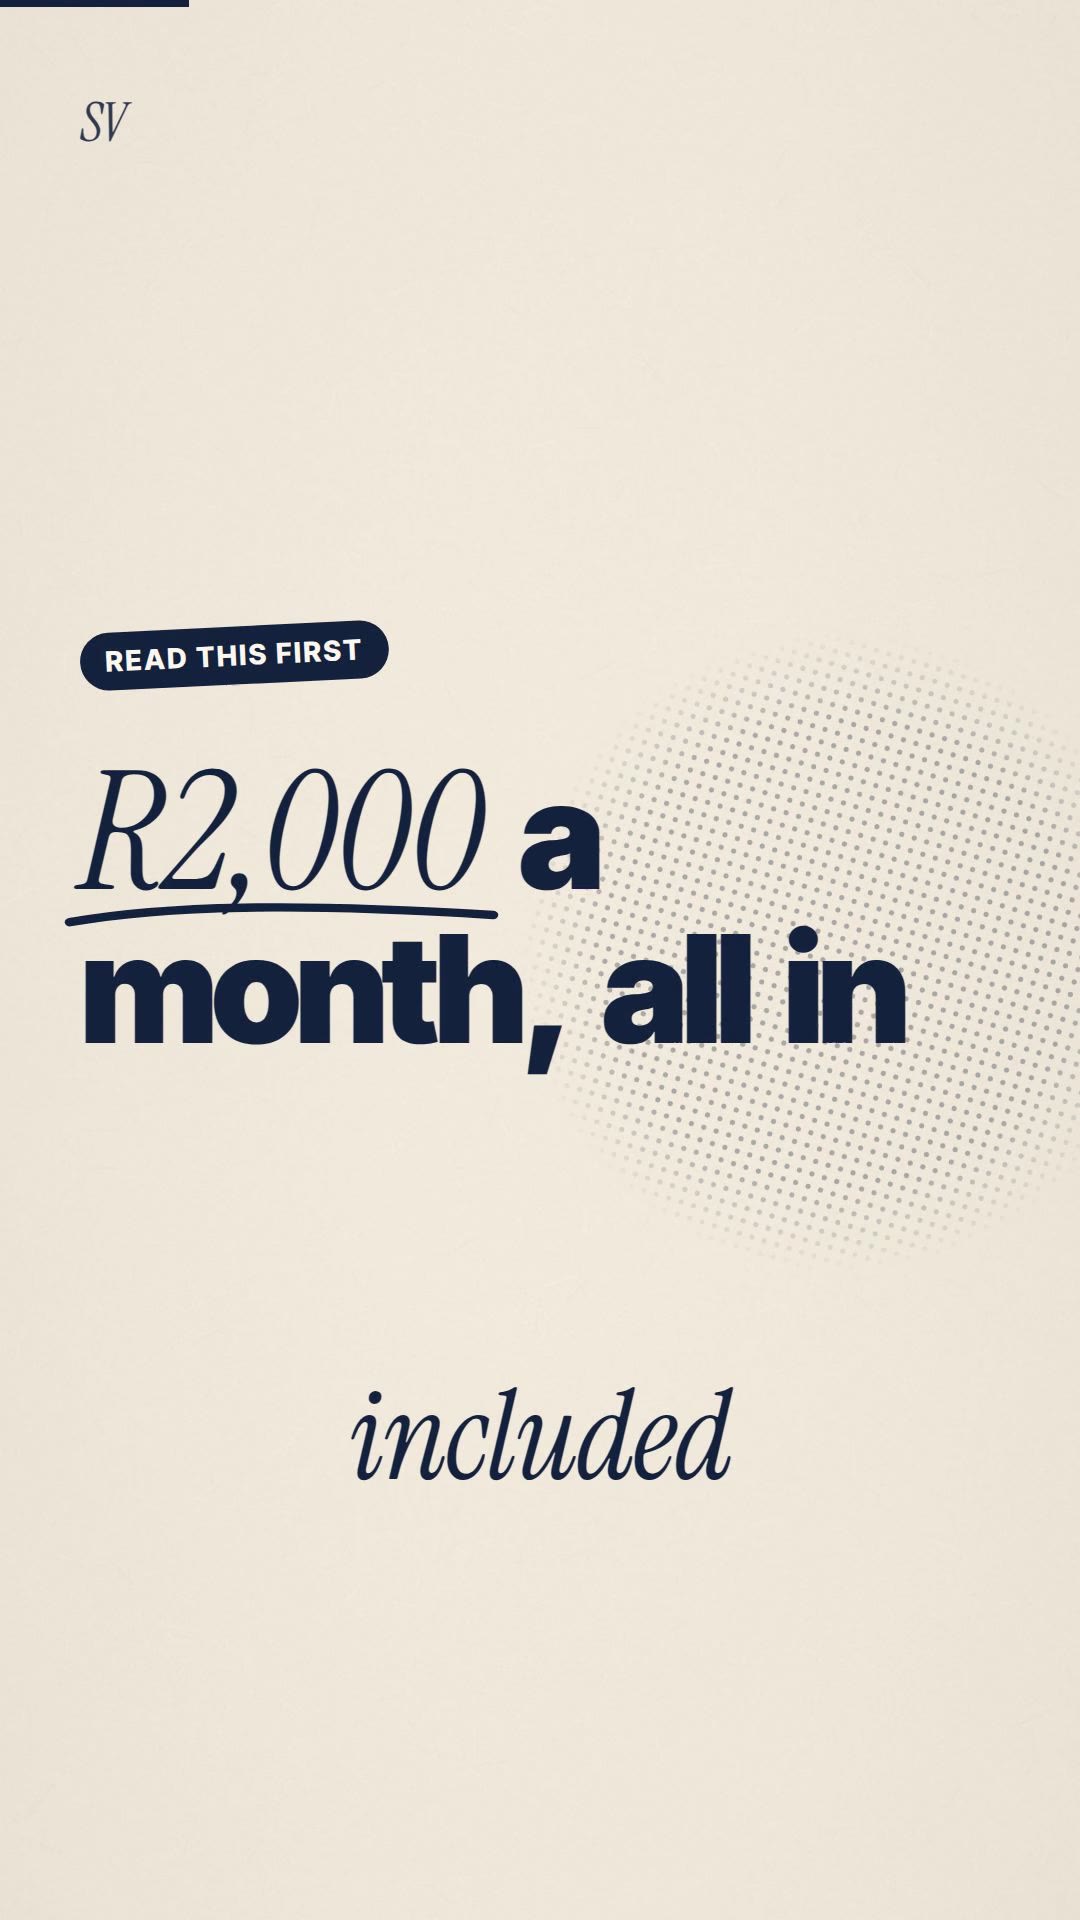 SV
READ THIS FIRST
R2,000 a
month, all in
included